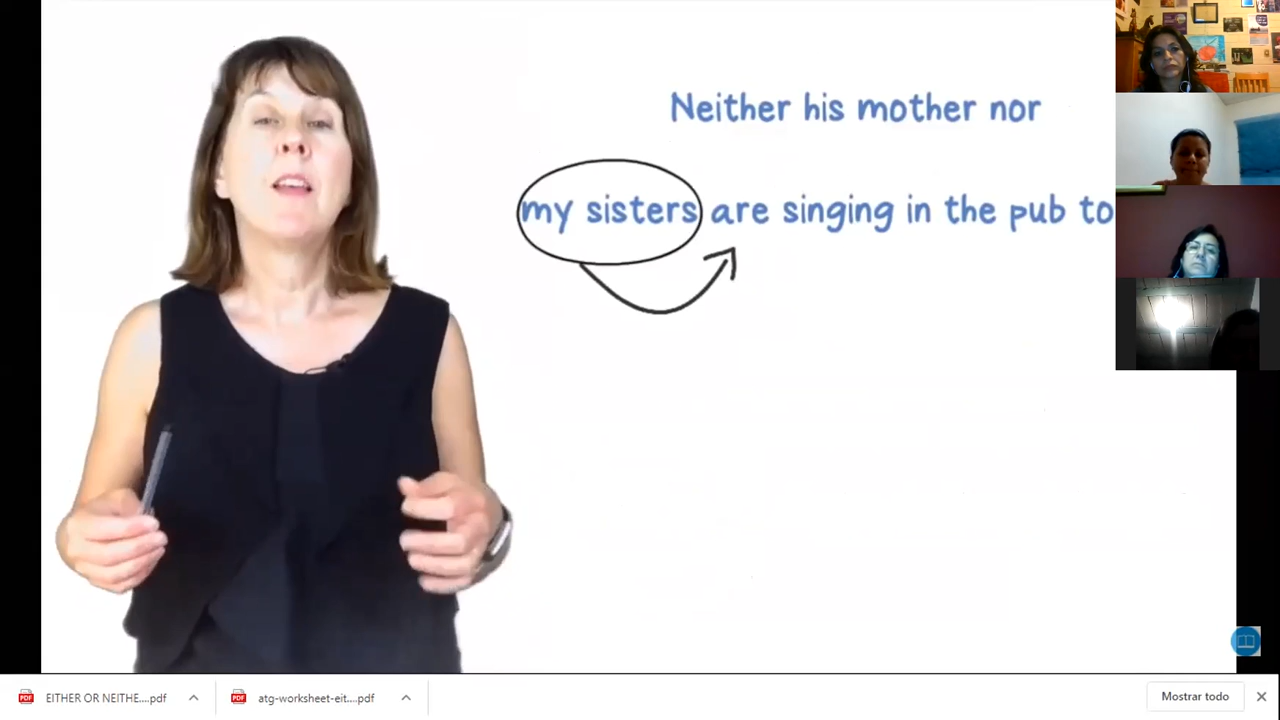 Neither his mother nor
my sisters are singing in the pub to
EITHER OR NEITHE....pdf
atg-worksheet-eit....pdf
Mostrar todo